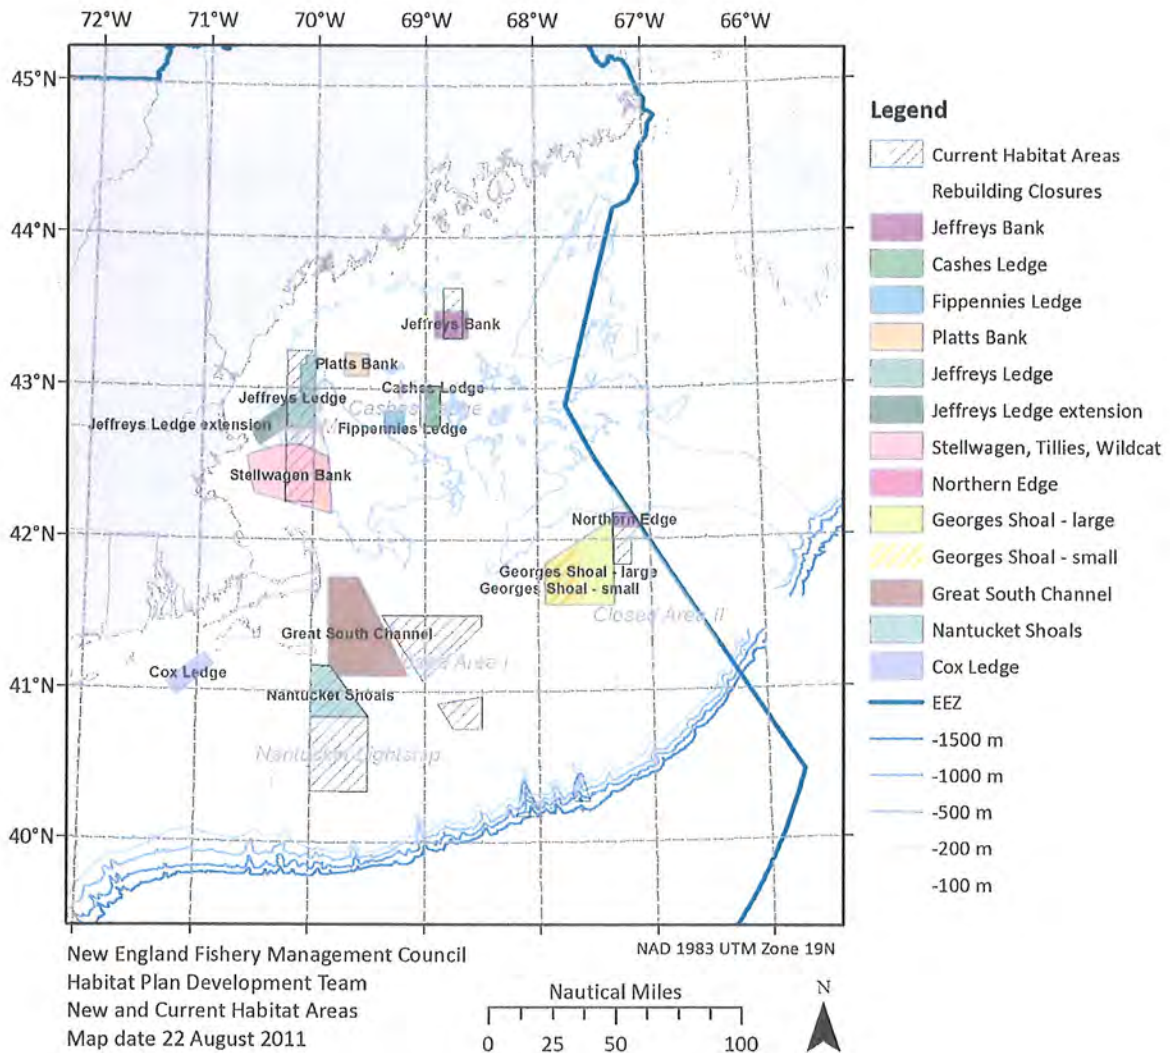 72°W 71°W 70°W 69°W 68°W 67°W 66°W
45°N
44°N
43°N
42°N
41°N
40°N
Jeffreys Bank
Platts Bank
Cashes Ledge
Jeffreys Ledge
Cashes Ledge
Jeffreys Ledge extension
Fippennies Ledge
Stellwagen Bank
Northern Edge
Georges Shoal - large
Georges Shoal - small
Closed Area II
Great South Channel
Area I
Cox Ledge
Nantucket Shoals
Nantucket Lightship
Legend
Current Habitat Areas
Rebuilding Closures
Jeffreys Bank
Cashes Ledge
Fippennies Ledge
Platts Bank
Jeffreys Ledge
Jeffreys Ledge extension
Stellwagen, Tillies, Wildcat
Northern Edge
Georges Shoal - large
Georges Shoal - small
Great South Channel
Nantucket Shoals
Cox Ledge
EEZ
-1500 m
-1000 m
-500 m
-200 m
-100 m
New England Fishery Management Council
Habitat Plan Development Team
New and Current Habitat Areas
Map date 22 August 2011
NAD 1983 UTM Zone 19N
Nautical Miles
0 25 50 100
N